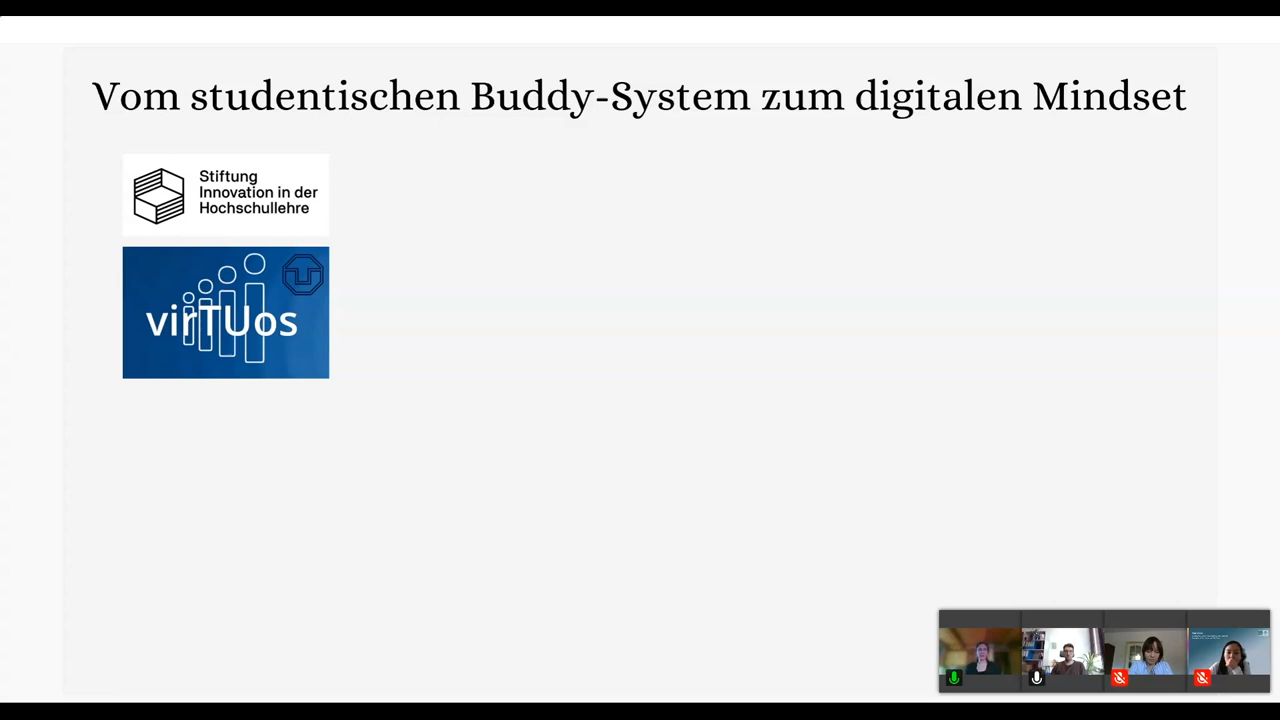 Vom studentischen Buddy-System zum digitalen Mindset
Stiftung
Innovation in der
Hochschullehre
virTUos